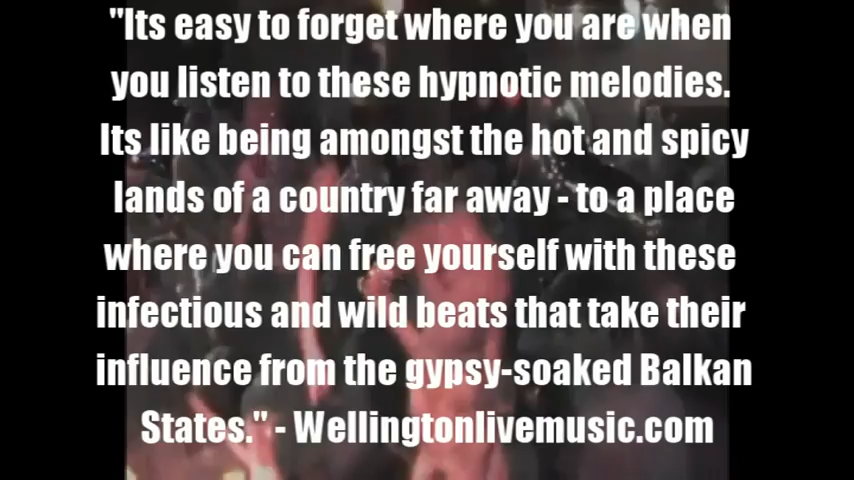 "Its easy to forget where you are when
you listen to these hypnotic melodies.
Its like being amongst the hot and spicy
lands of a country far away - to a place
where you can free yourself with these
infectious and wild beats that take their
influence from the gypsy-soaked Balkan
States." - Wellingtonlivemusic.com